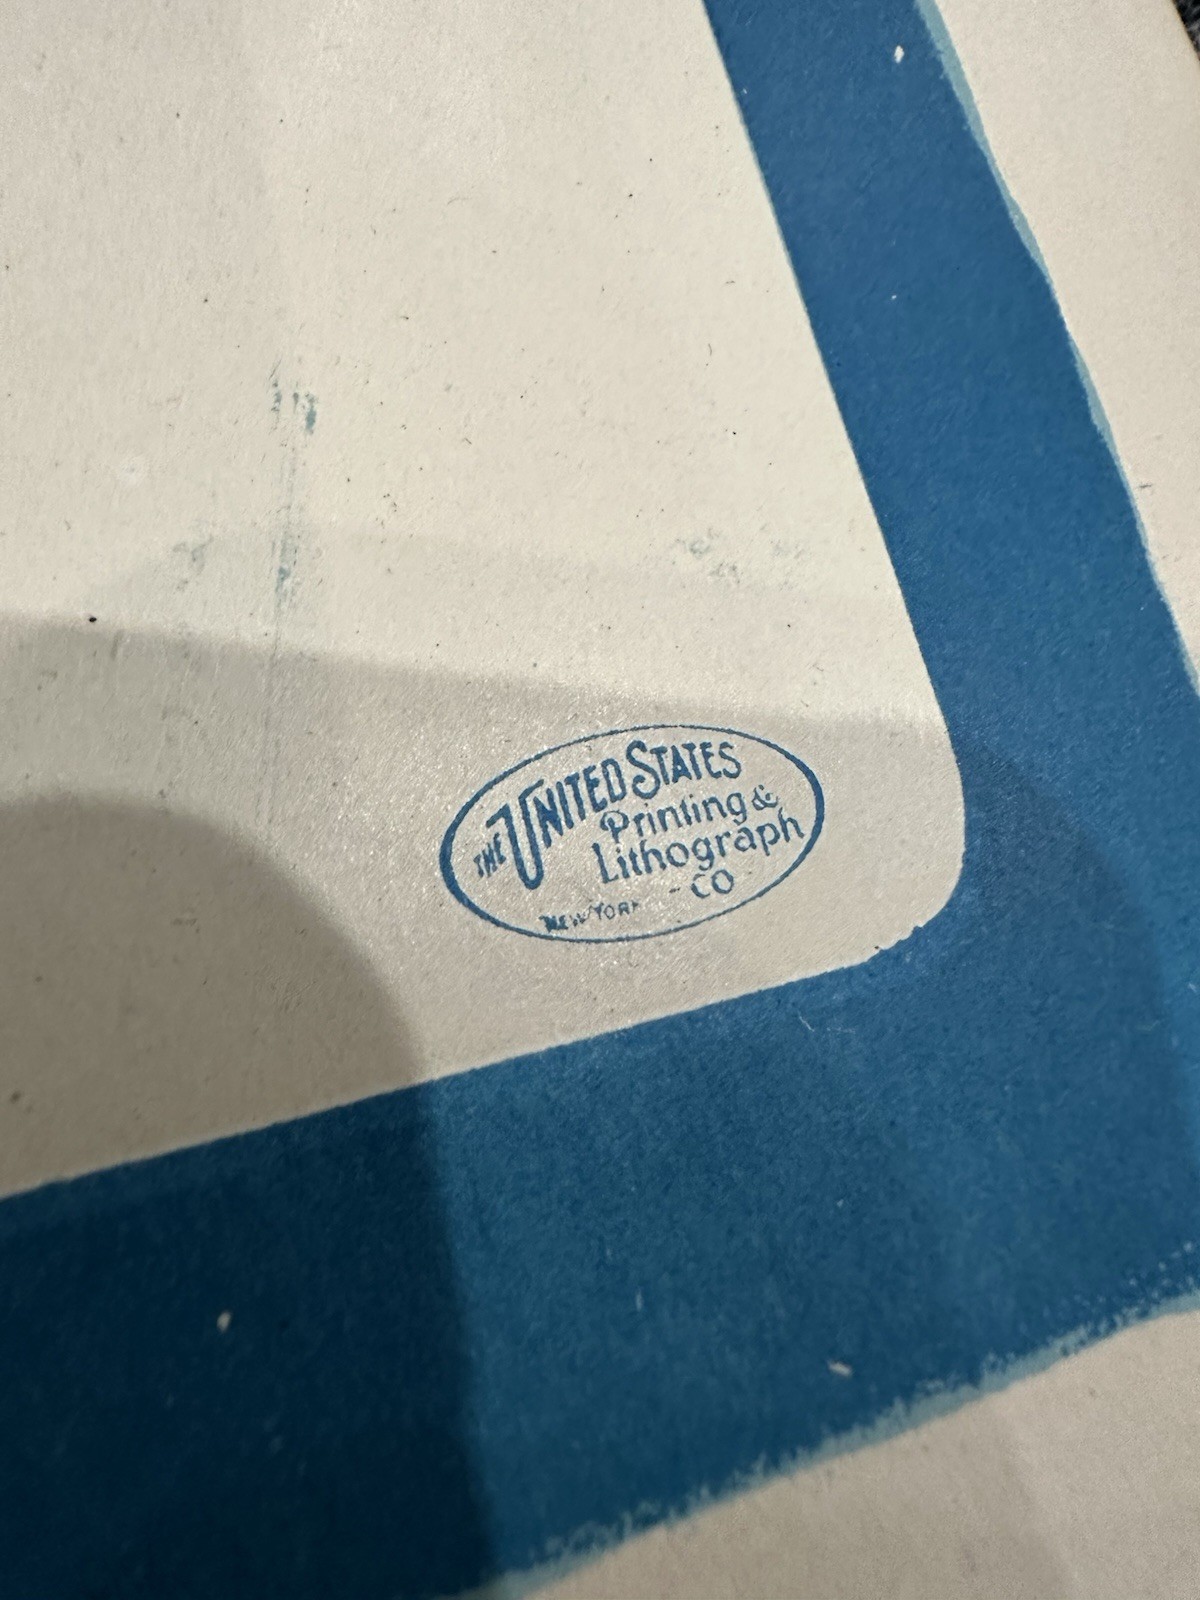 THE UNITED STATES
Printing &
Lithograph
- CO -
NEW YORK